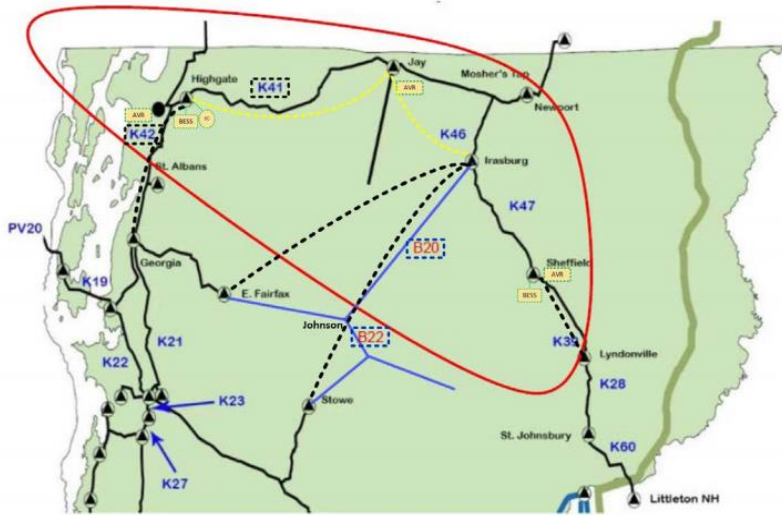 Jay
Highgate
K41
Mosher's Tap
AVR
Newport
AVR
BESS
K42
K46
St. Albans
Irasburg
K47
PV20
B20
Georgia
Sheffield
AVR
K19
E. Fairfax
BESS
Johnson
B22
K21
K39
Lyndonville
K22
K28
K23
Stowe
St. Johnsbury
K60
K27
Littleton NH